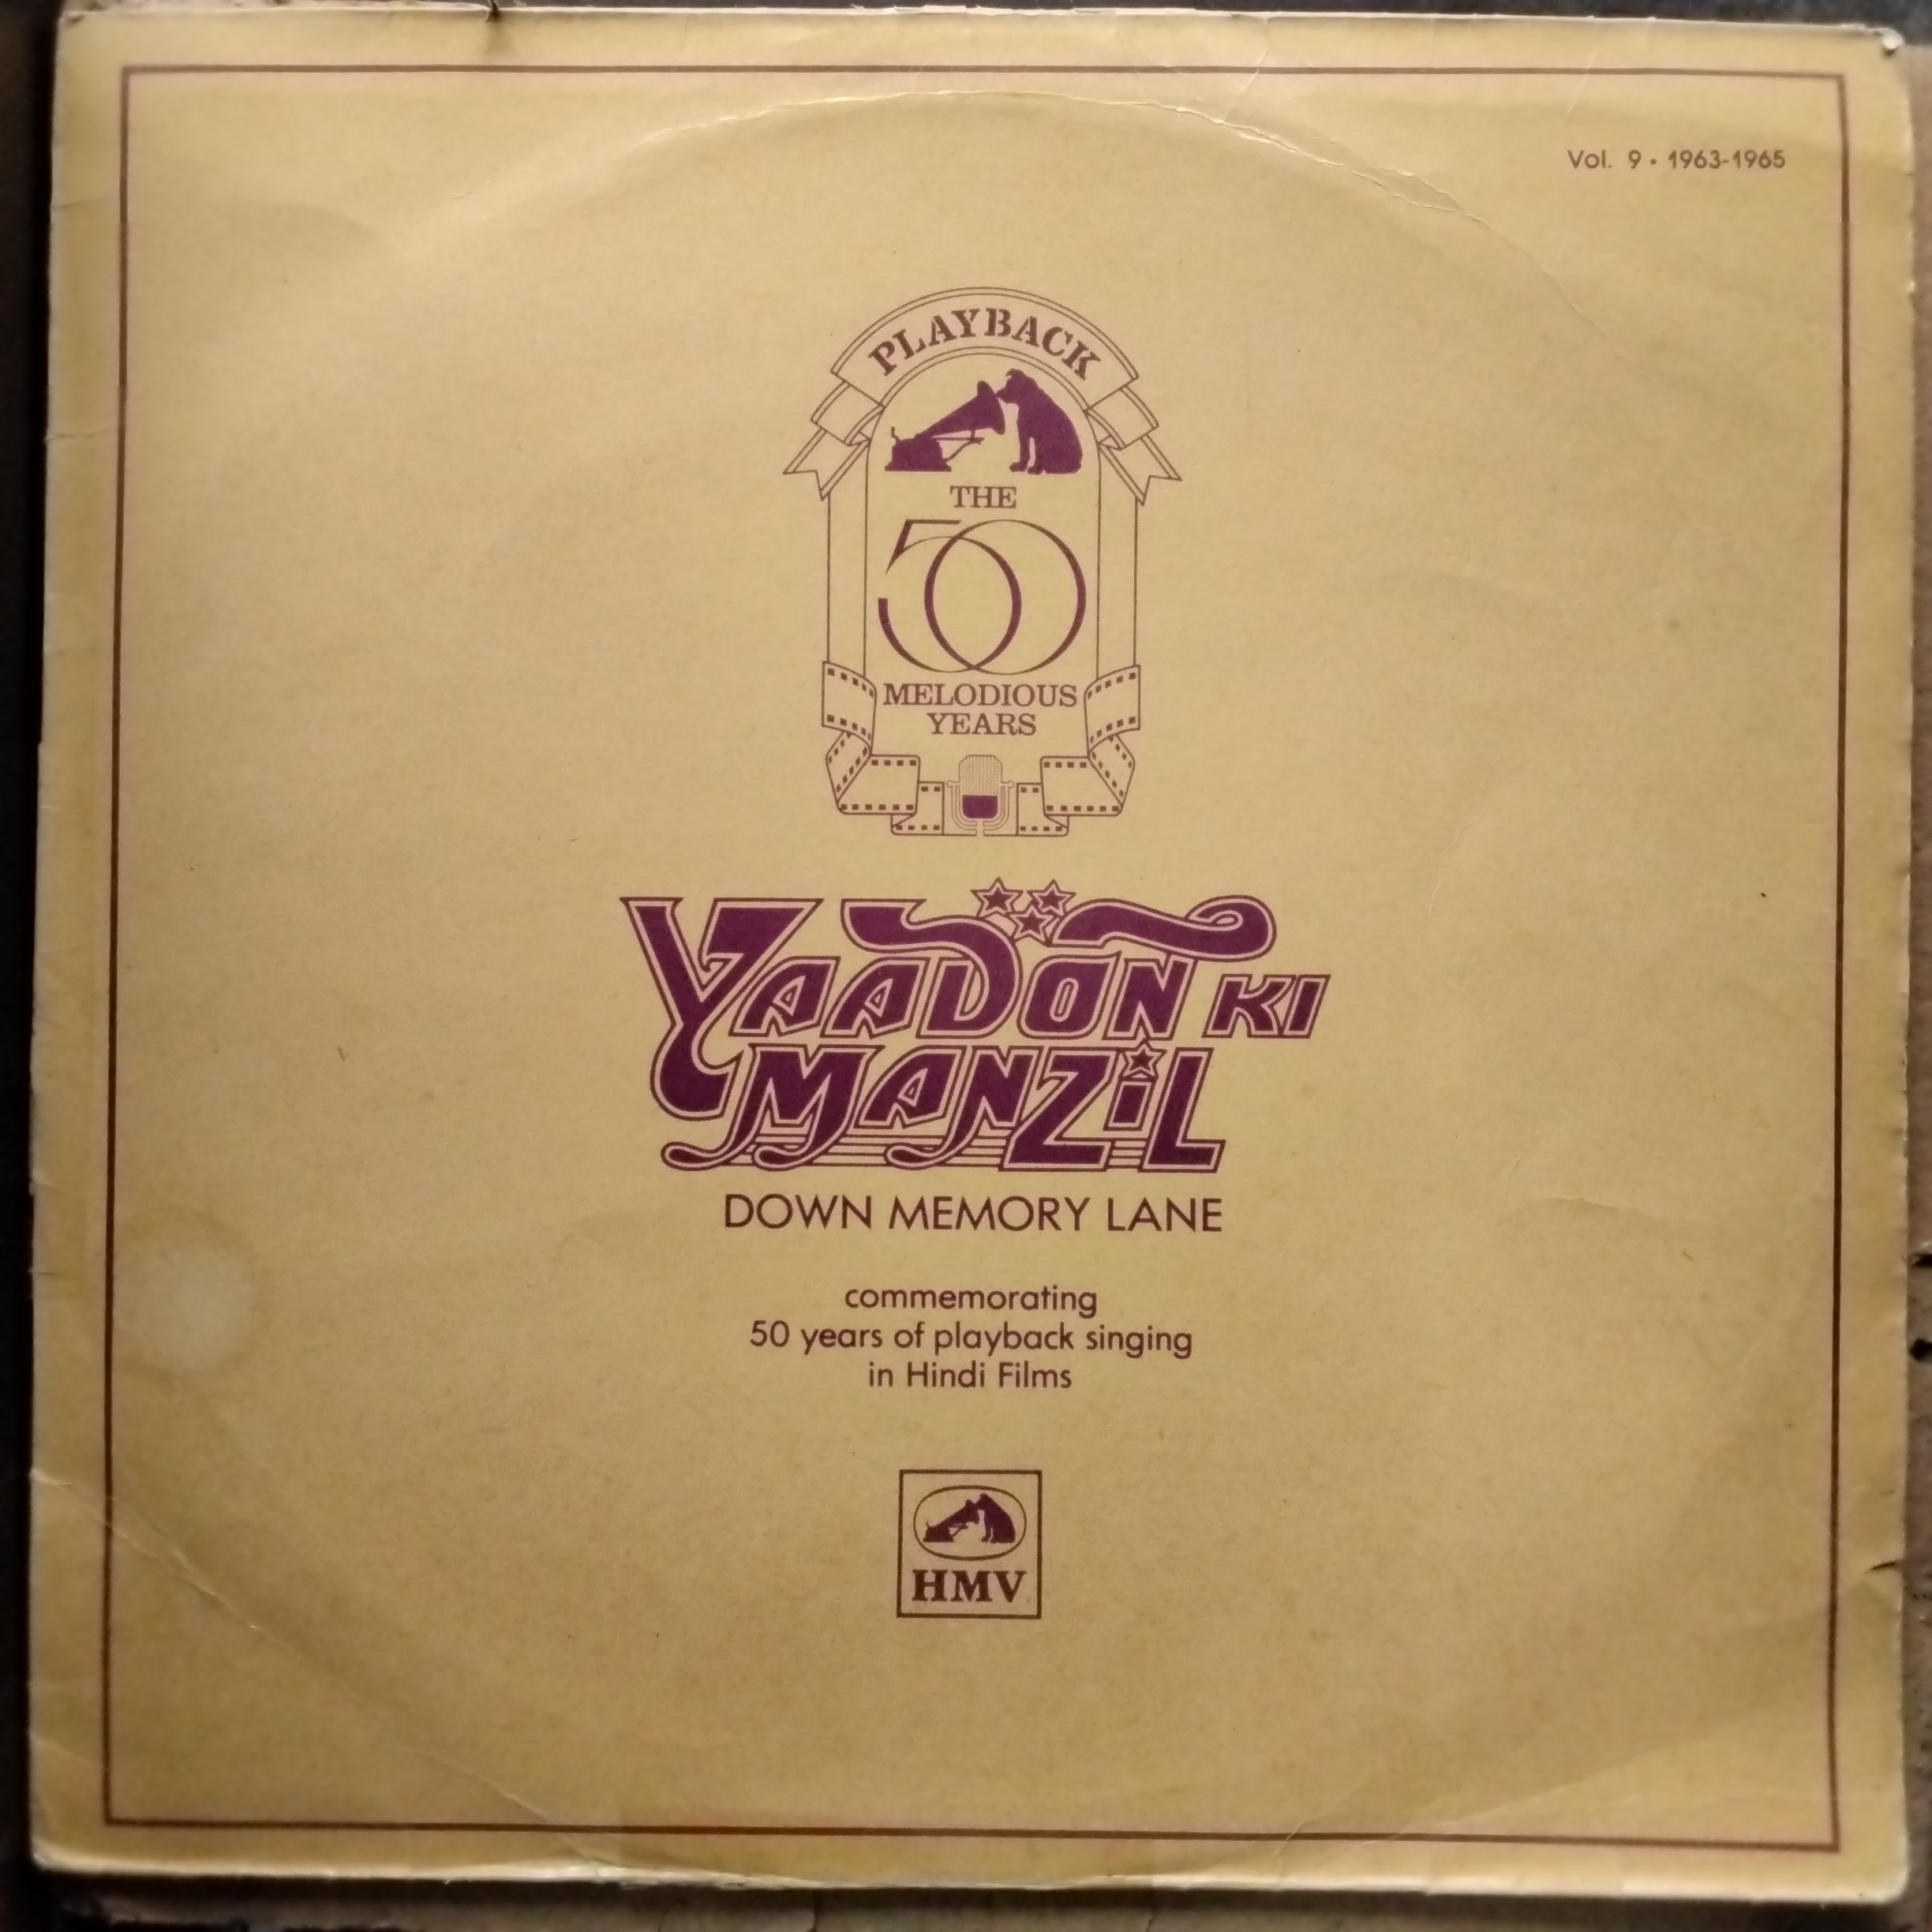 Vol. 9 • 1963-1965
PLAYBACK
THE
50
MELODIOUS
YEARS
YAADON KI
MANZiL
DOWN MEMORY LANE
commemorating
50 years of playback singing
in Hindi Films
HMV